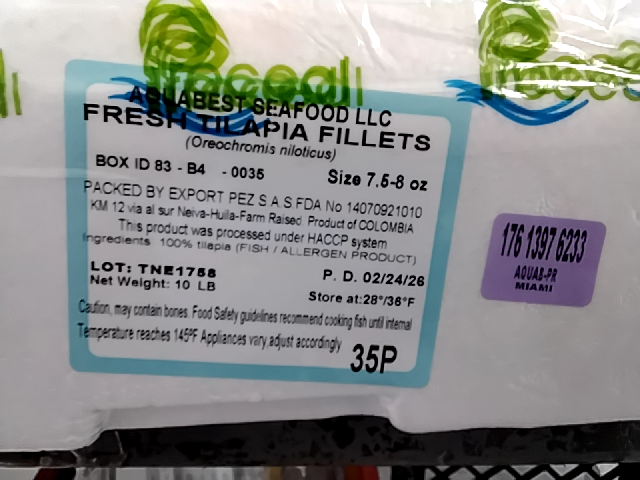 Proceal
AQUABEST SEAFOOD LLC
FRESH TILAPIA FILLETS
(Oreochromis niloticus)
BOX ID 83 - B4 - 0035 Size 7.5-8 oz
PACKED BY EXPORT PEZ S A S FDA No 14070921010
KM 12 via al sur Neiva-Huila-Farm Raised Product of COLOMBIA
This product was processed under HACCP system
Ingredients 100% tilapia (FISH / ALLERGEN PRODUCT)
LOT: TNE1758 P. D. 02/24/26
Net Weight: 10 LB Store at:28°/36°F
Caution, may contain bones. Food Safety guidelines recommend cooking fish until internal
Temperature reaches 145ºF Appliances vary,adjust accordingly
35P
176 1397 6233
AQUAB-PR
MIAMI